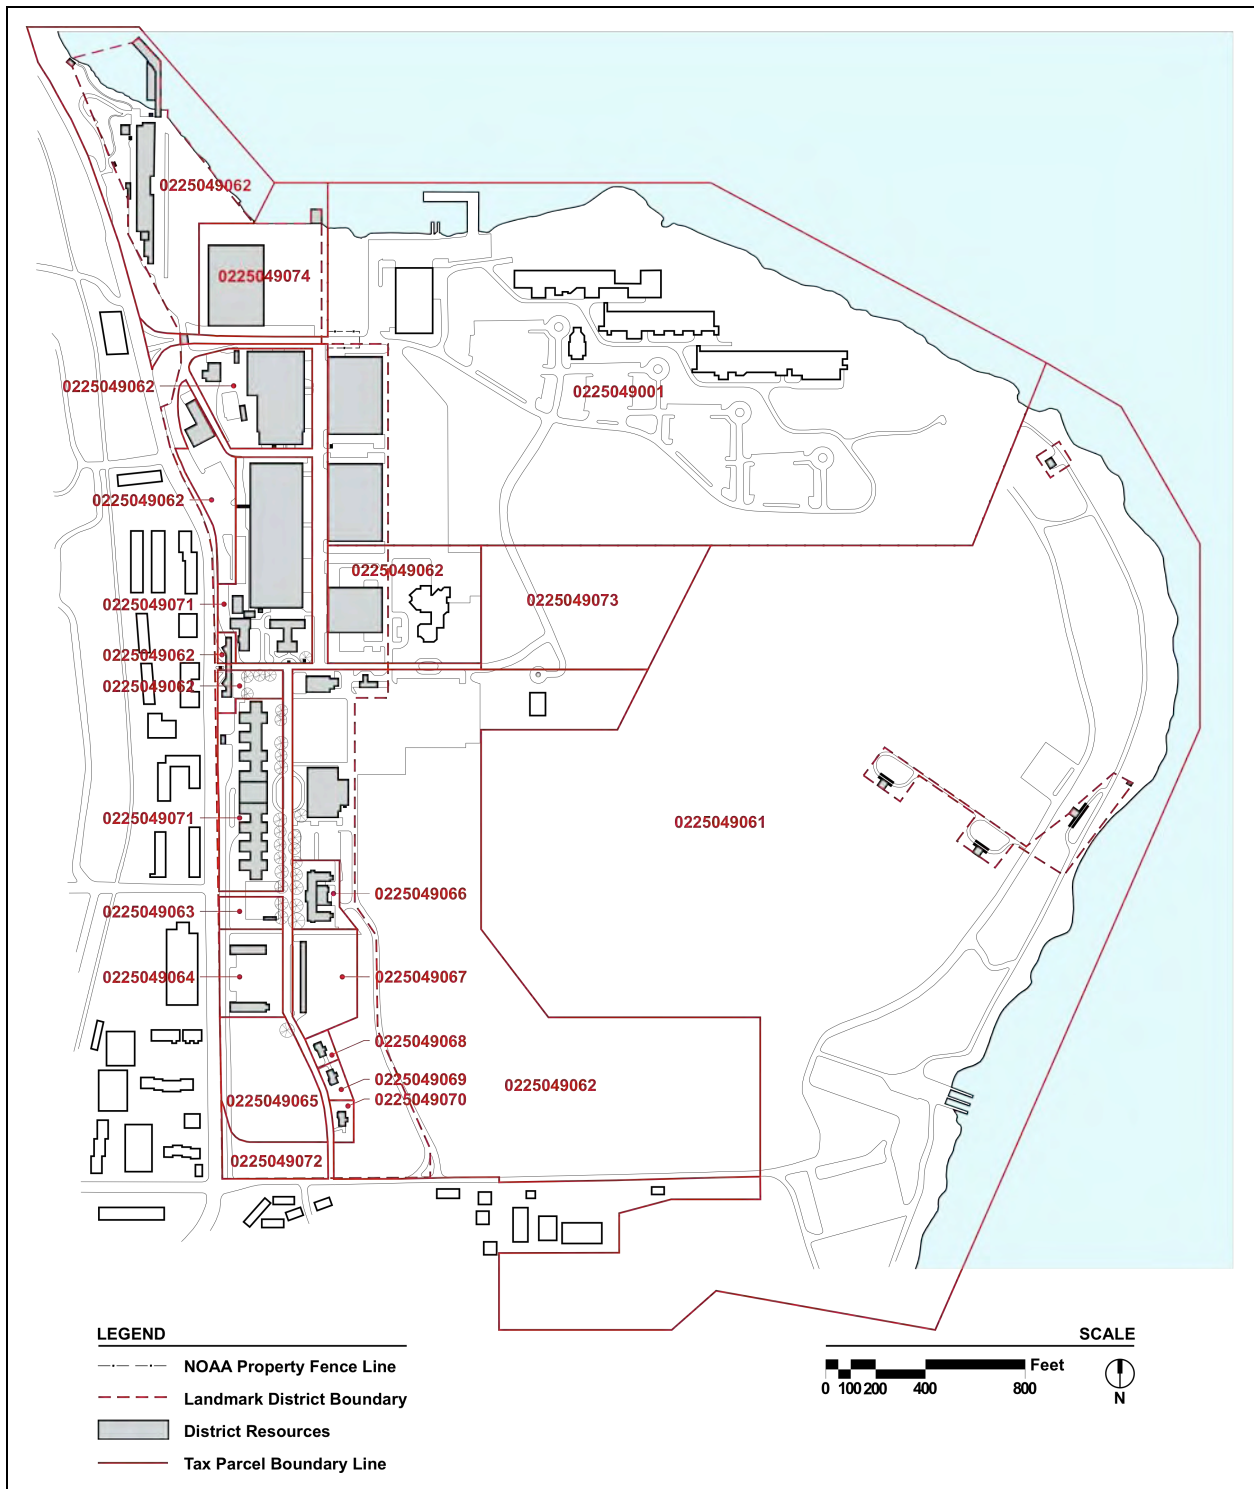 0225049062
0225049074
0225049062
0225049001
0225049062
0225049062
0225049073
0225049071
0225049062
0225049062
0225049071
0225049061
0225049066
0225049063
0225049064
0225049067
0225049068
0225049069
0225049062
0225049065
0225049070
0225049072
LEGEND
NOAA Property Fence Line
Landmark District Boundary
District Resources
Tax Parcel Boundary Line
SCALE
Feet
0 100 200 400 800
N